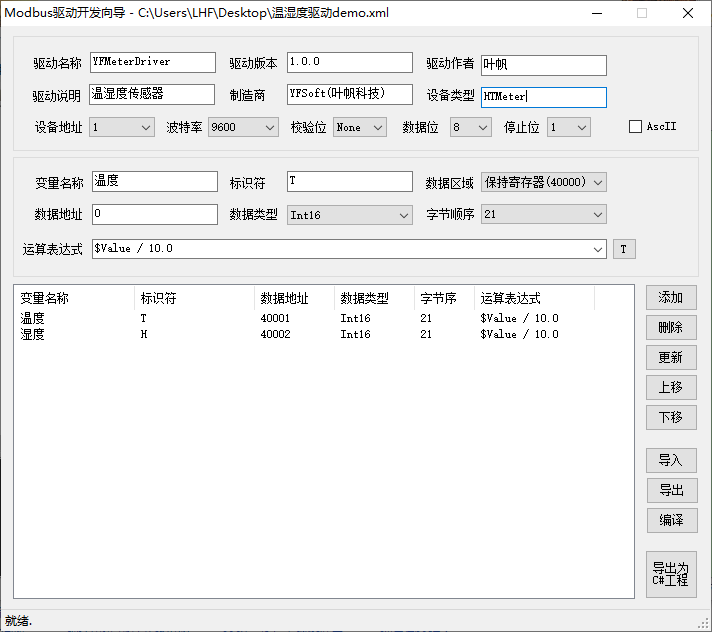 Modbus驱动开发向导 - C:\Users\LHF\Desktop\温湿度驱动demo.xml
驱动名称 YFMeterDriver 驱动版本 1.0.0 驱动作者 叶帆
驱动说明 温湿度传感器 制造商 YFSoft(叶帆科技) 设备类型 HTMeter
设备地址 1 波特率 9600 校验位 None 数据位 8 停止位 1 AscII
变量名称 温度 标识符 T 数据区域 保持寄存器(40000)
数据地址 0 数据类型 Int16 字节顺序 21
运算表达式 $Value / 10.0 T
变量名称 标识符 数据地址 数据类型 字节序 运算表达式
温度 T 40001 Int16 21 $Value / 10.0
湿度 H 40002 Int16 21 $Value / 10.0
添加
删除
更新
上移
下移
导入
导出
编译
导出为
C#工程
就绪.